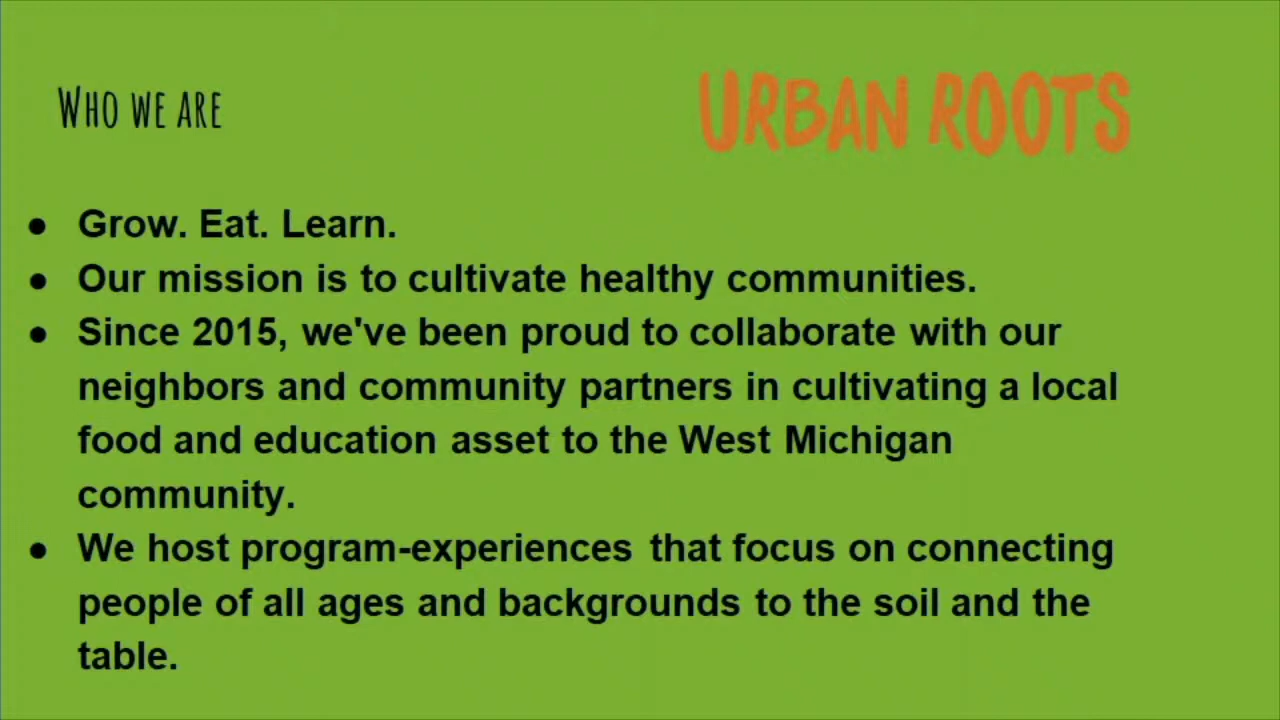 Who we are
URBAN ROOTS
● Grow. Eat. Learn.
● Our mission is to cultivate healthy communities.
● Since 2015, we've been proud to collaborate with our
neighbors and community partners in cultivating a local
food and education asset to the West Michigan
community.
● We host program-experiences that focus on connecting
people of all ages and backgrounds to the soil and the
table.